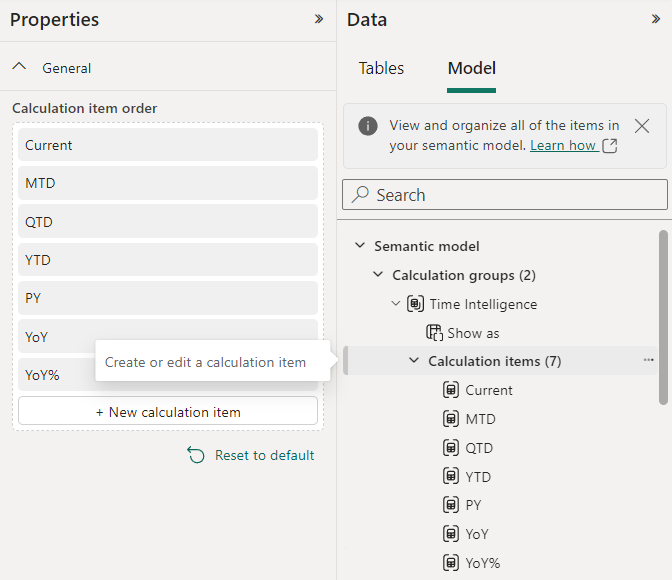 Properties
General
Calculation item order
Current
MTD
QTD
YTD
PY
YoY
YoY%
Create or edit a calculation item
+ New calculation item
Reset to default
Data
Tables
Model
View and organize all of the items in
your semantic model. Learn how
Search
Semantic model
Calculation groups (2)
Time Intelligence
Show as
Calculation items (7)
Current
MTD
QTD
YTD
PY
YoY
YoY%